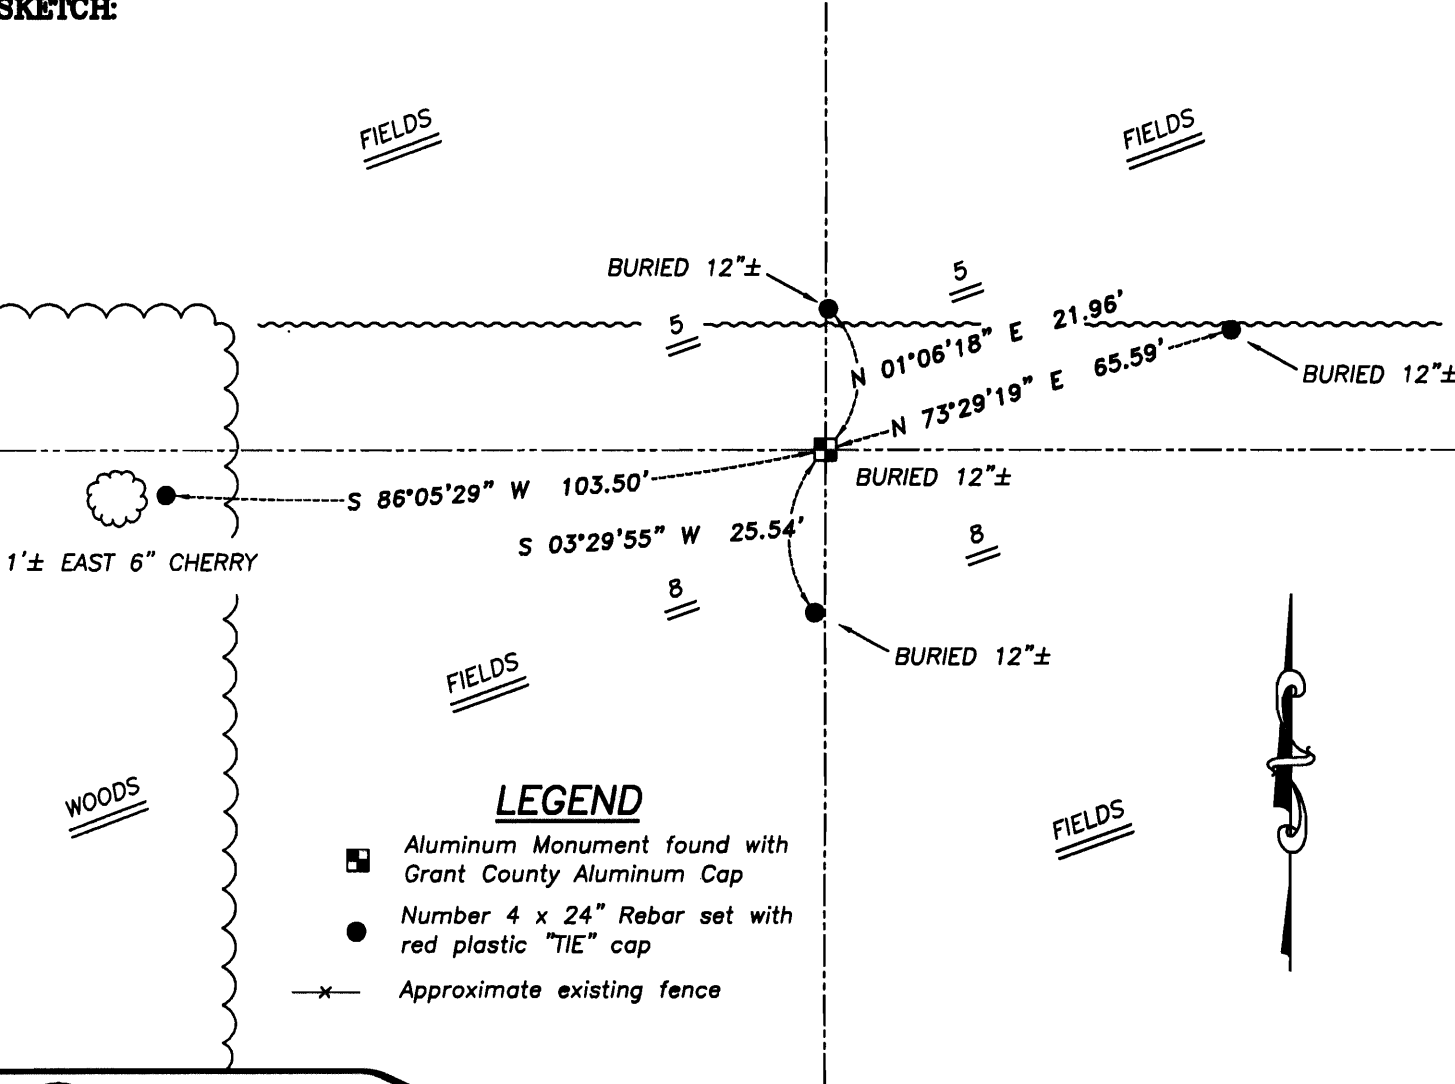 SKETCH:
FIELDS
FIELDS
BURIED 12"±
5
5
N 01°06'18" E 21.96'
N 73°29'19" E 65.59'
BURIED 12"±
BURIED 12"±
S 86°05'29" W 103.50'
S 03°29'55" W 25.54'
1'± EAST 6" CHERRY
8
8
BURIED 12"±
FIELDS
WOODS
FIELDS
LEGEND
Aluminum Monument found with
Grant County Aluminum Cap
Number 4 x 24" Rebar set with
red plastic "TIE" cap
Approximate existing fence